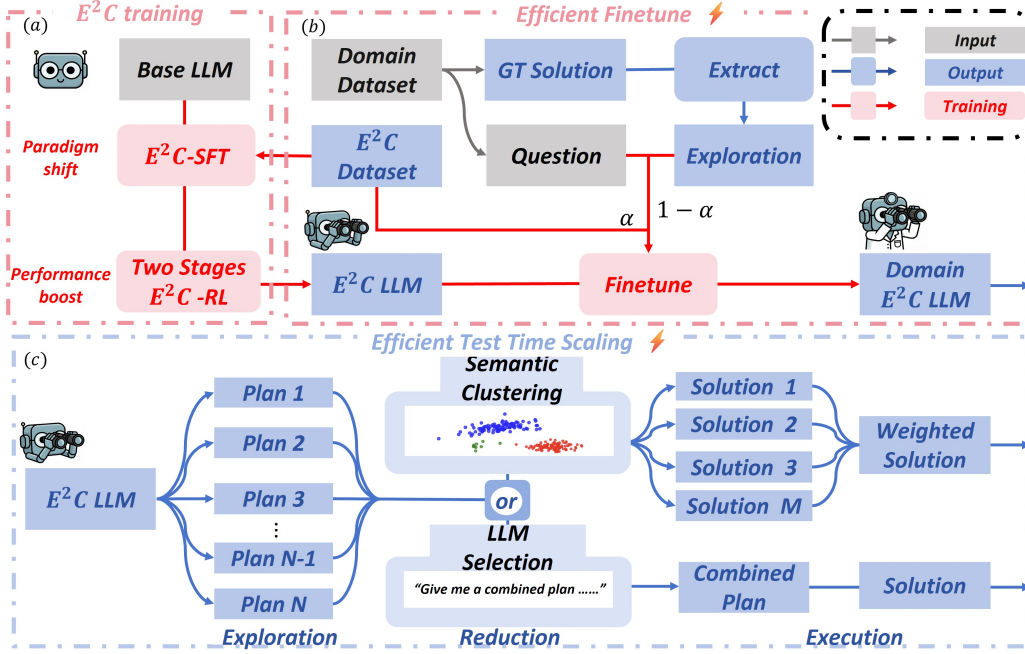 (a)
E²C training
Base LLM
Paradigm
shift
E²C-SFT
Performance
boost
Two Stages
E²C -RL
(b)
Efficient Finetune
Domain
Dataset
GT Solution
Extract
E²C
Dataset
Question
Exploration
α
1 − α
E²C LLM
Finetune
Domain
E²C LLM
Input
Output
Training
(c)
Efficient Test Time Scaling
E²C LLM
Plan 1
Plan 2
Plan 3
⋮
Plan N-1
Plan N
Exploration
Semantic
Clustering
or
LLM
Selection
“Give me a combined plan ......”
Reduction
Solution 1
Solution 2
Solution 3
Solution M
Weighted
Solution
Combined
Plan
Solution
Execution